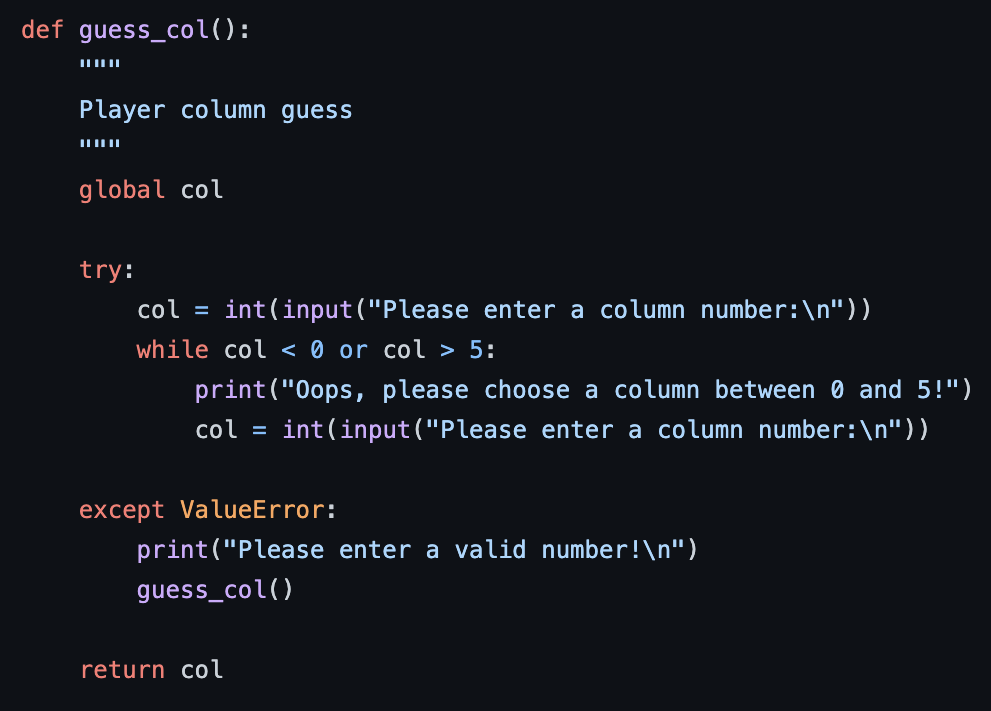 def guess_col():
    """
    Player column guess
    """
    global col

    try:
        col = int(input("Please enter a column number:\n"))
        while col < 0 or col > 5:
            print("Oops, please choose a column between 0 and 5!")
            col = int(input("Please enter a column number:\n"))

    except ValueError:
        print("Please enter a valid number!\n")
        guess_col()

    return col